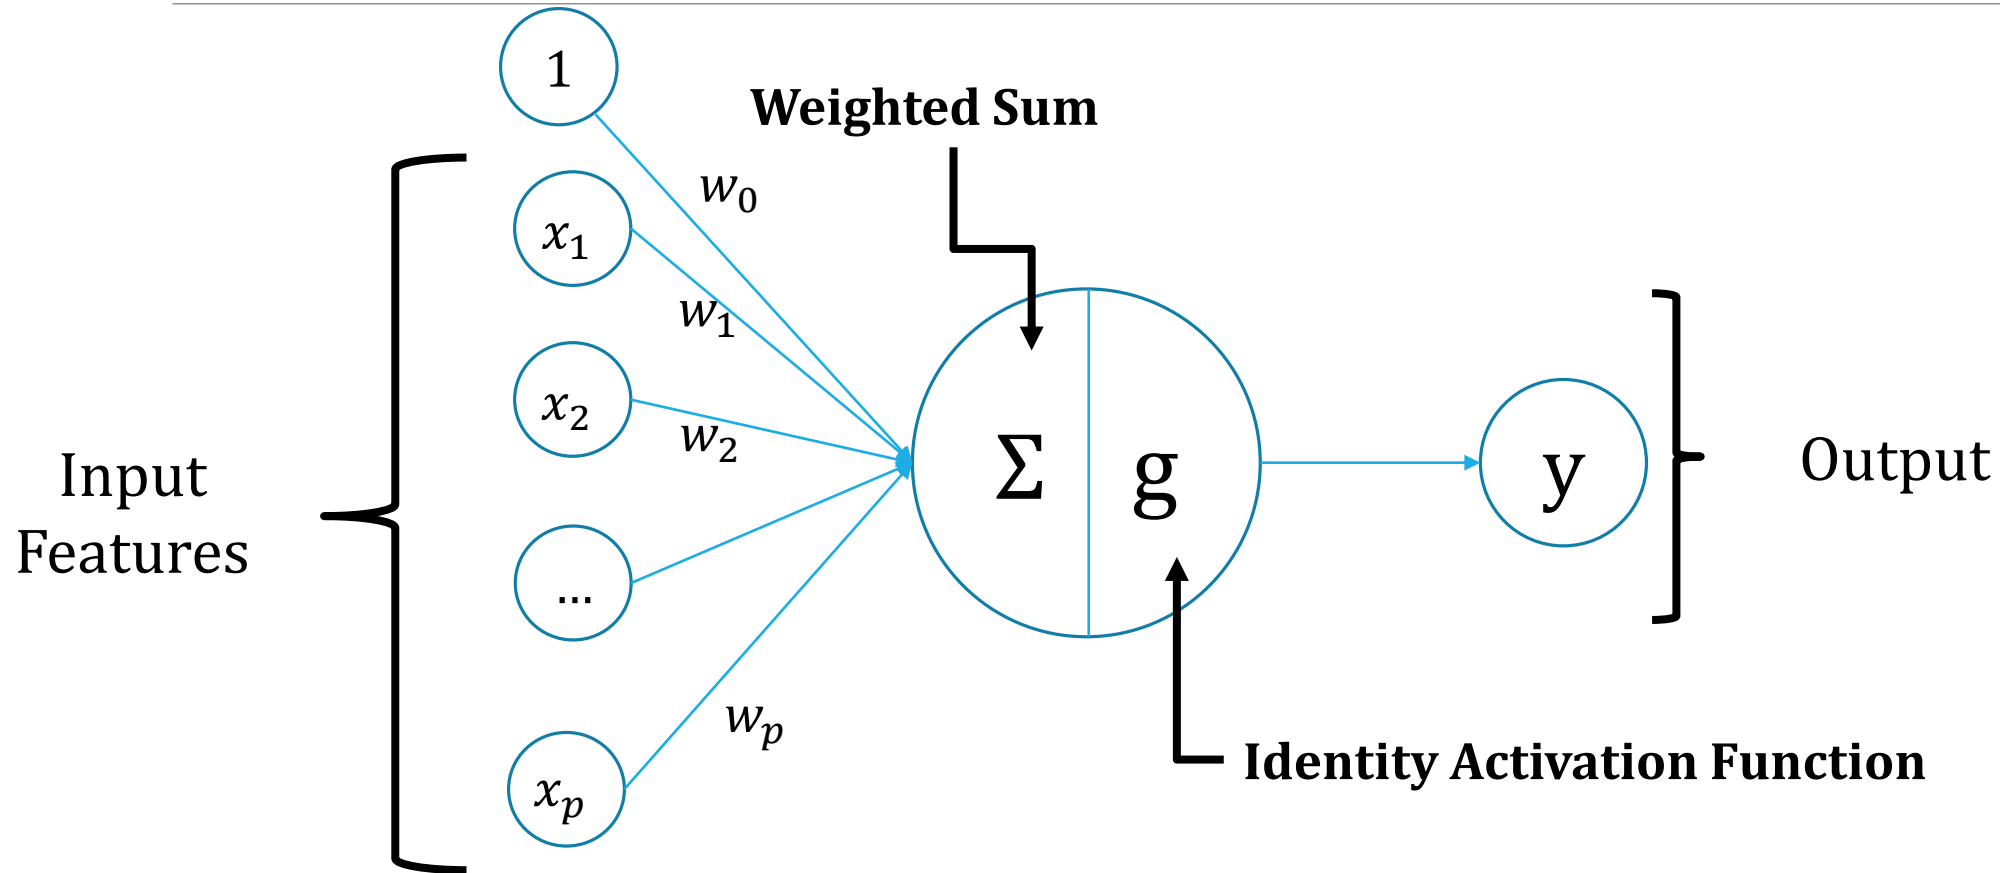 1
Weighted Sum
w₀
x₁
w₁
x₂
w₂
Input
Features
Σ
g
y
Output
...
wₚ
xₚ
Identity Activation Function